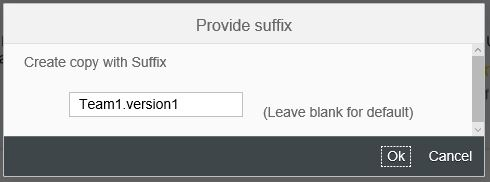 Provide suffix
Create copy with Suffix
Team1.version1 (Leave blank for default)
Ok Cancel